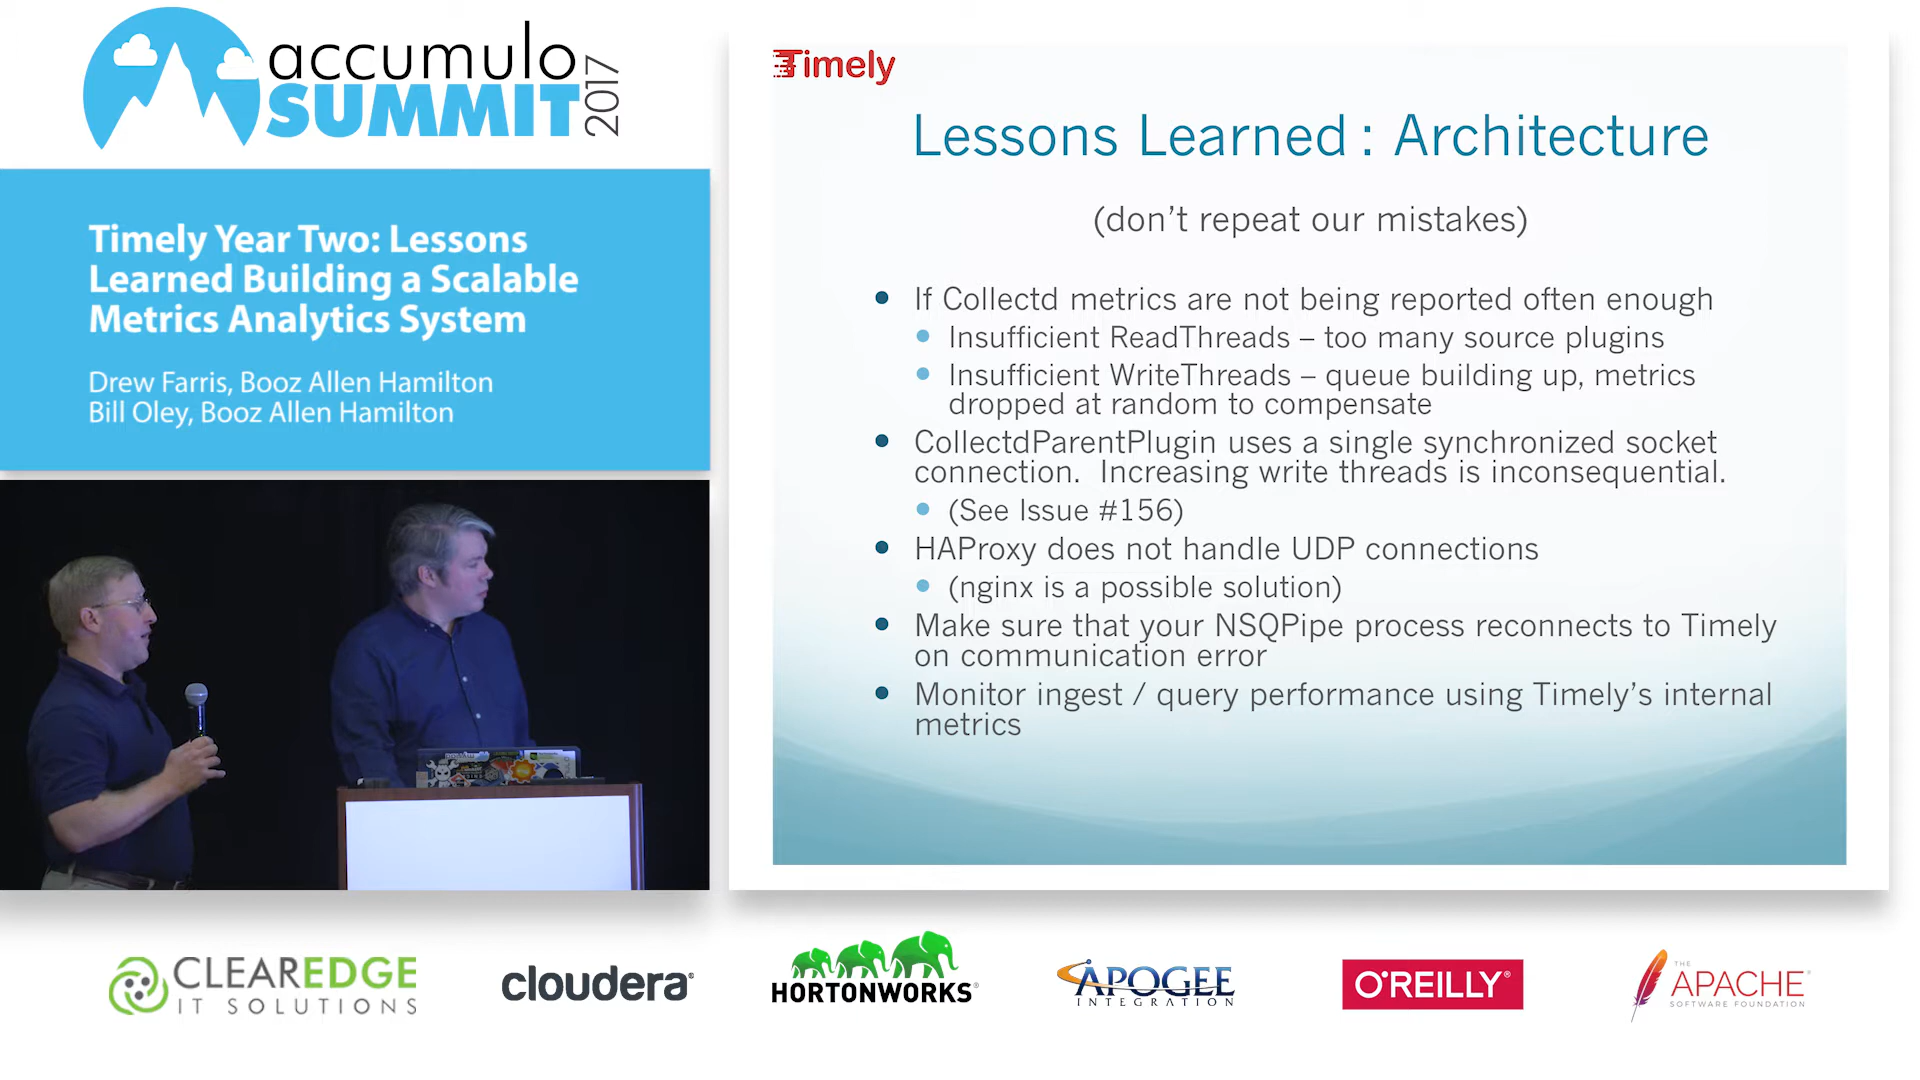 accumulo
SUMMIT
2017
Timely Year Two: Lessons
Learned Building a Scalable
Metrics Analytics System
Drew Farris, Booz Allen Hamilton
Bill Oley, Booz Allen Hamilton
Timely
Lessons Learned : Architecture
(don’t repeat our mistakes)
• If Collectd metrics are not being reported often enough
• Insufficient ReadThreads – too many source plugins
• Insufficient WriteThreads – queue building up, metrics
dropped at random to compensate
• CollectdParentPlugin uses a single synchronized socket
connection.  Increasing write threads is inconsequential.
• (See Issue #156)
• HAProxy does not handle UDP connections
• (nginx is a possible solution)
• Make sure that your NSQPipe process reconnects to Timely
on communication error
• Monitor ingest / query performance using Timely’s internal
metrics
CLEAREDGE
IT SOLUTIONS
cloudera®
HORTONWORKS®
APOGEE
INTEGRATION
O'REILLY®
THE
APACHE®
SOFTWARE FOUNDATION